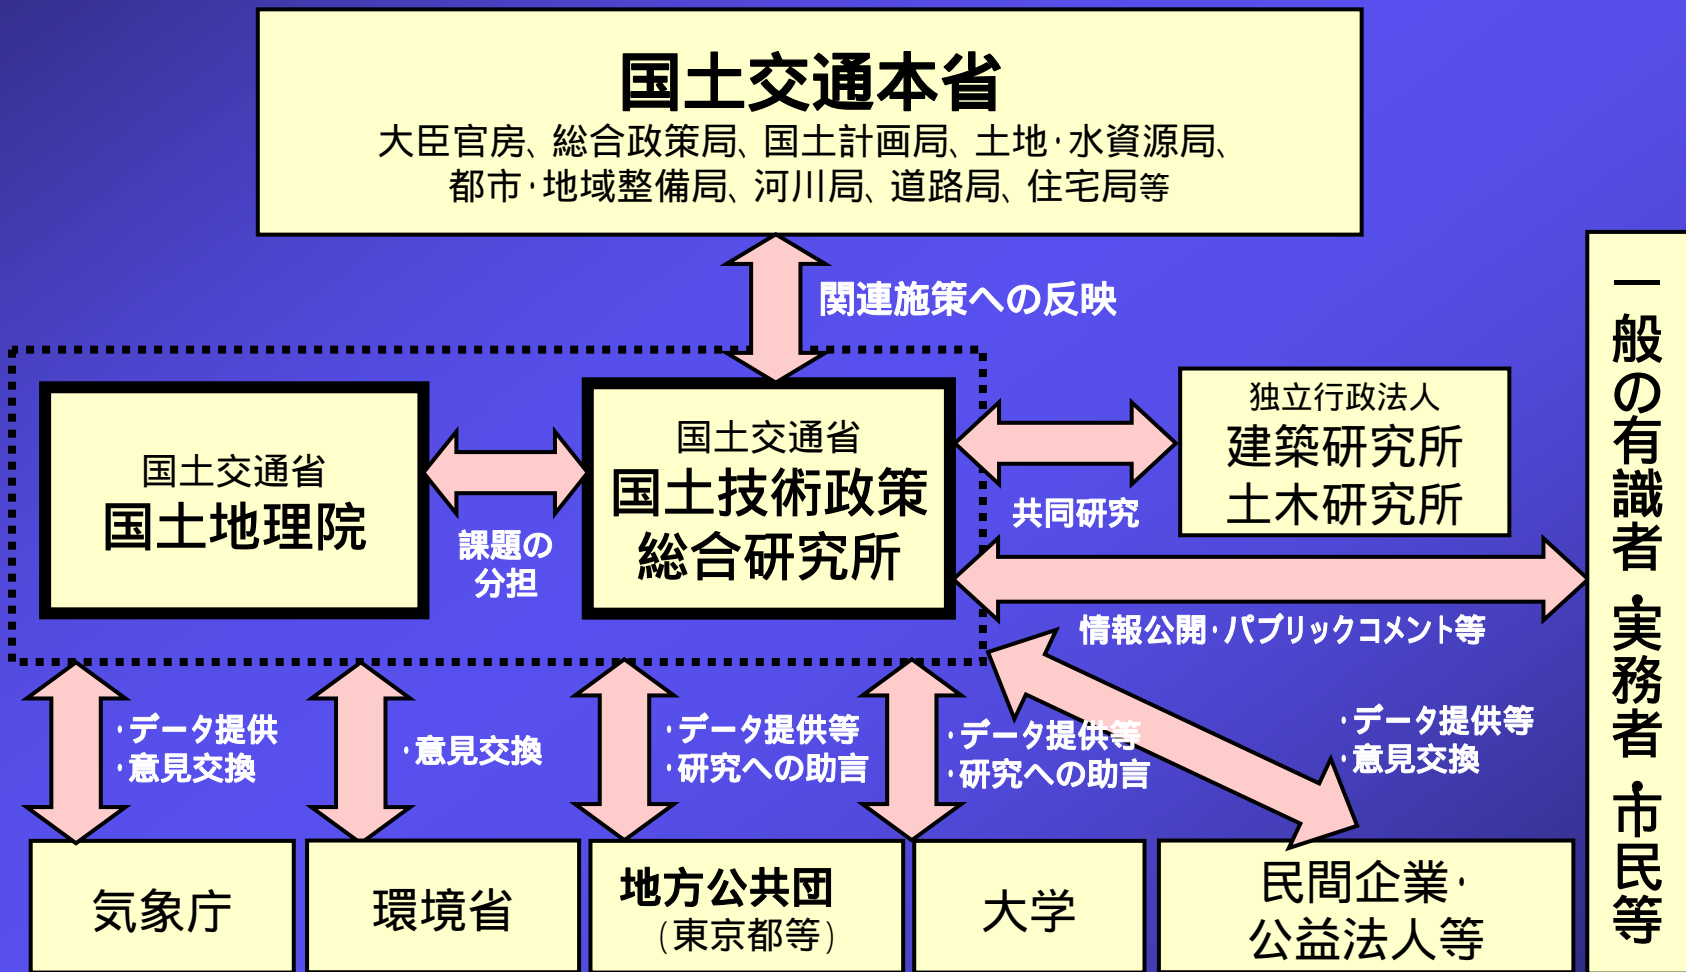 国土交通本省
大臣官房、総合政策局、国土計画局、土地・水資源局、
都市・地域整備局、河川局、道路局、住宅局等
関連施策への反映
国土交通省
国土地理院
課題の
分担
国土交通省
国土技術政策
総合研究所
共同研究
独立行政法人
建築研究所
土木研究所
情報公開・パブリックコメント等
一般の有識者・実務者・市民等
・データ提供
・意見交換
・意見交換
・データ提供等
・研究への助言
・データ提供等
・研究への助言
・データ提供等
・意見交換
気象庁
環境省
地方公共団
(東京都等)
大学
民間企業・
公益法人等